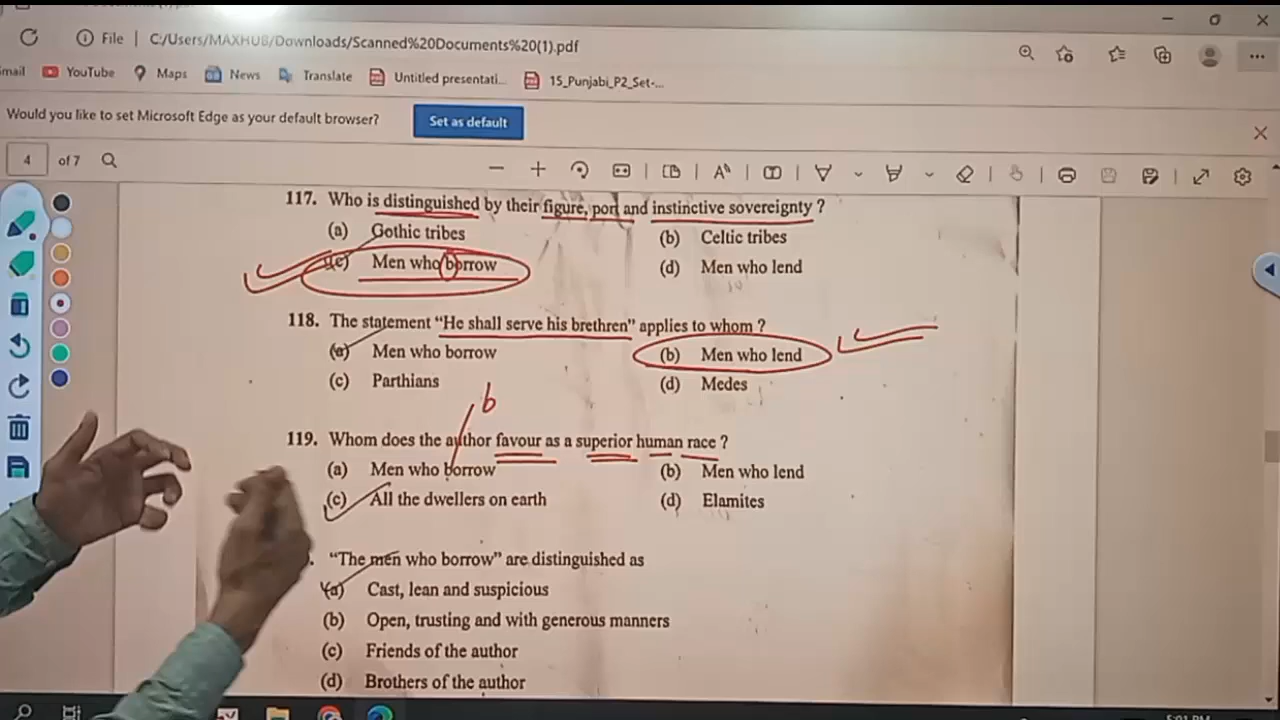 File | C:/Users/MAXHUB/Downloads/Scanned%20Documents%20(1).pdf
mail YouTube Maps News Translate Untitled presentati... 15_Punjabi_P2_Set-...
Would you like to set Microsoft Edge as your default browser? Set as default
4 of 7
117. Who is distinguished by their figure, port and instinctive sovereignty ?
(a) Gothic tribes (b) Celtic tribes
(c) Men who borrow (d) Men who lend
118. The statement “He shall serve his brethren” applies to whom ?
(a) Men who borrow (b) Men who lend
(c) Parthians (d) Medes
b
119. Whom does the author favour as a superior human race ?
(a) Men who borrow (b) Men who lend
(c) All the dwellers on earth (d) Elamites
“The men who borrow” are distinguished as
(a) Cast, lean and suspicious
(b) Open, trusting and with generous manners
(c) Friends of the author
(d) Brothers of the author